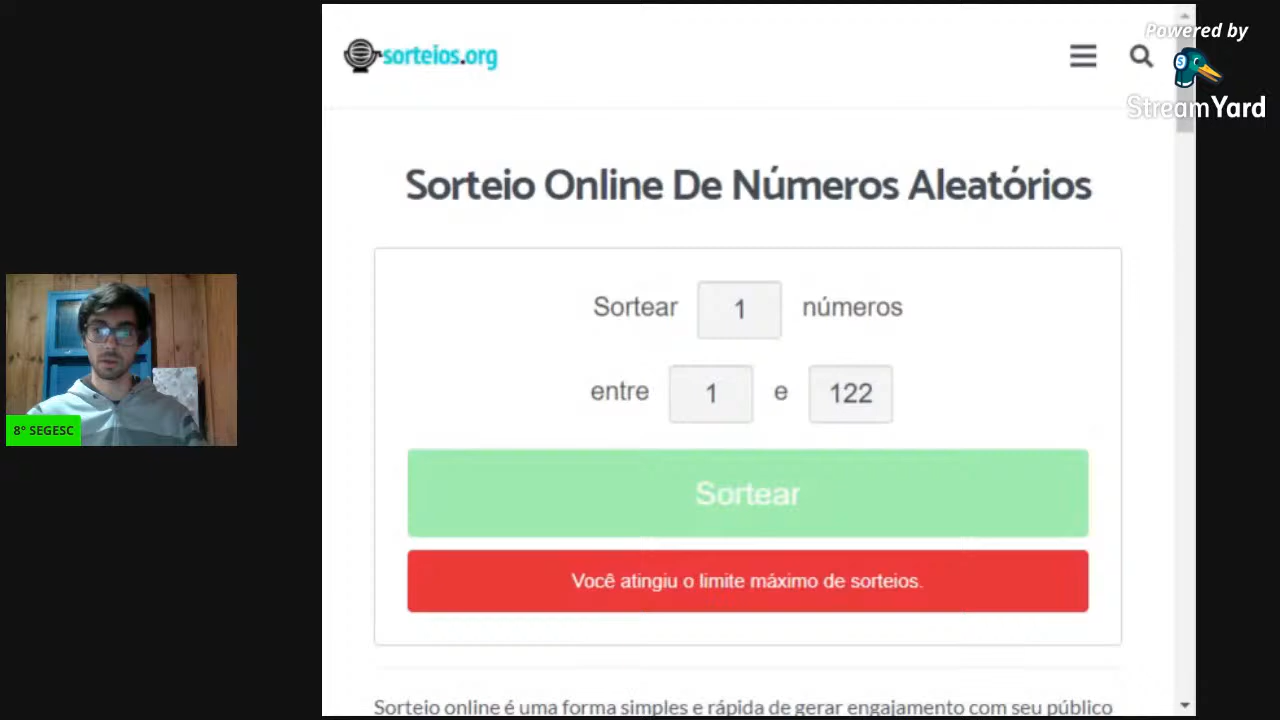 sorteios.org
Powered by
StreamYard
Sorteio Online De Números Aleatórios
Sortear 1 números
entre 1 e 122
Sortear
Você atingiu o limite máximo de sorteios.
8º SEGESC
Sorteio online é uma forma simples e rápida de gerar engajamento com seu público